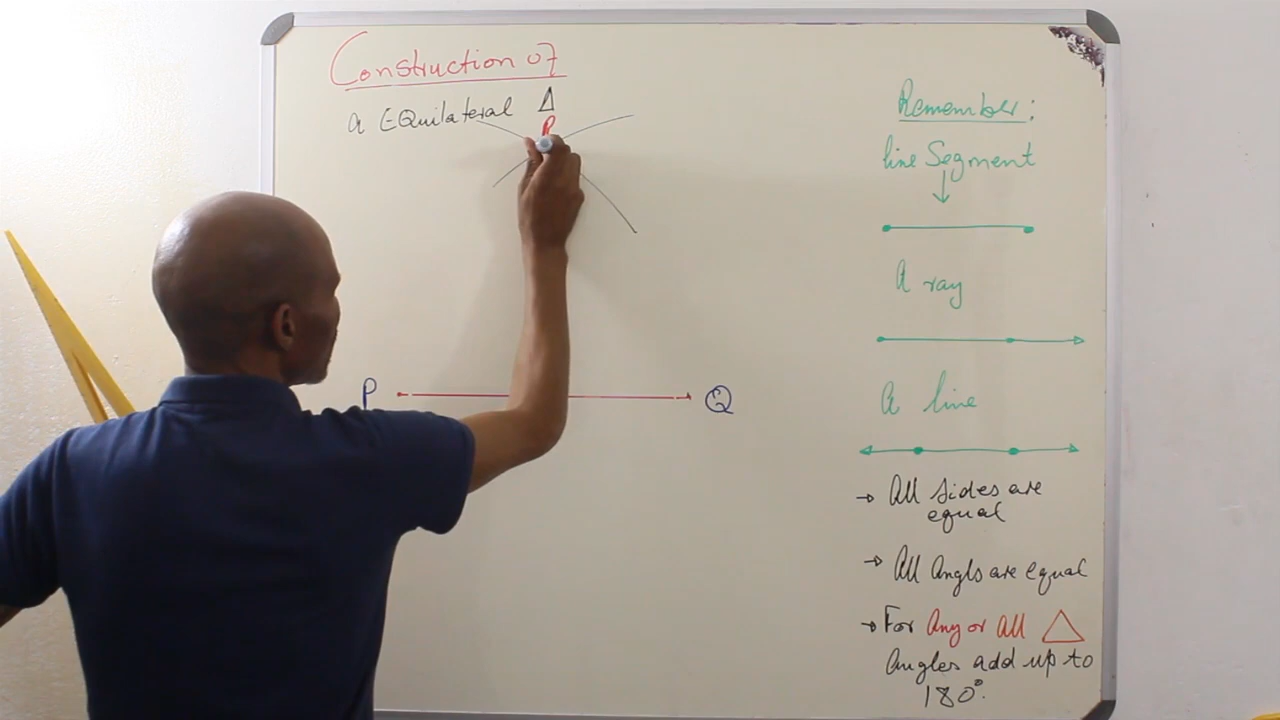 Construction of
a EQuilateral Δ
P
P
Q
Remember:
line Segment
A ray
A line
→ All Sides are
equal
→ All Angls are equal
→ For Any or All △
Angles add up to
180°.